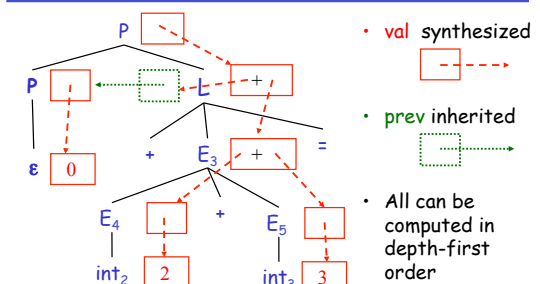 P
• val synthesized
P L +
+ E₃ + =
ε 0
• prev inherited
E₄ + E₅
• All can be
computed in
depth-first
order
int₂ 2 int₃ 3